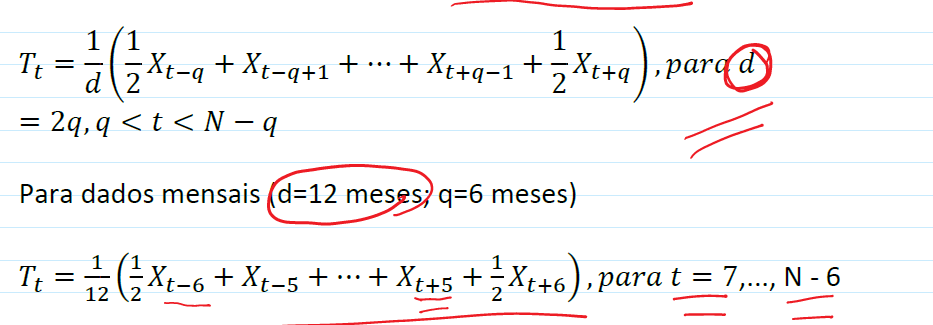 T_t = 1/d (1/2 X_{t−q} + X_{t−q+1} + ⋯ + X_{t+q−1} + 1/2 X_{t+q}), para d
= 2q, q < t < N − q
Para dados mensais (d=12 meses; q=6 meses)
T_t = 1/12 (1/2 X_{t−6} + X_{t−5} + ⋯ + X_{t+5} + 1/2 X_{t+6}), para t = 7,..., N - 6